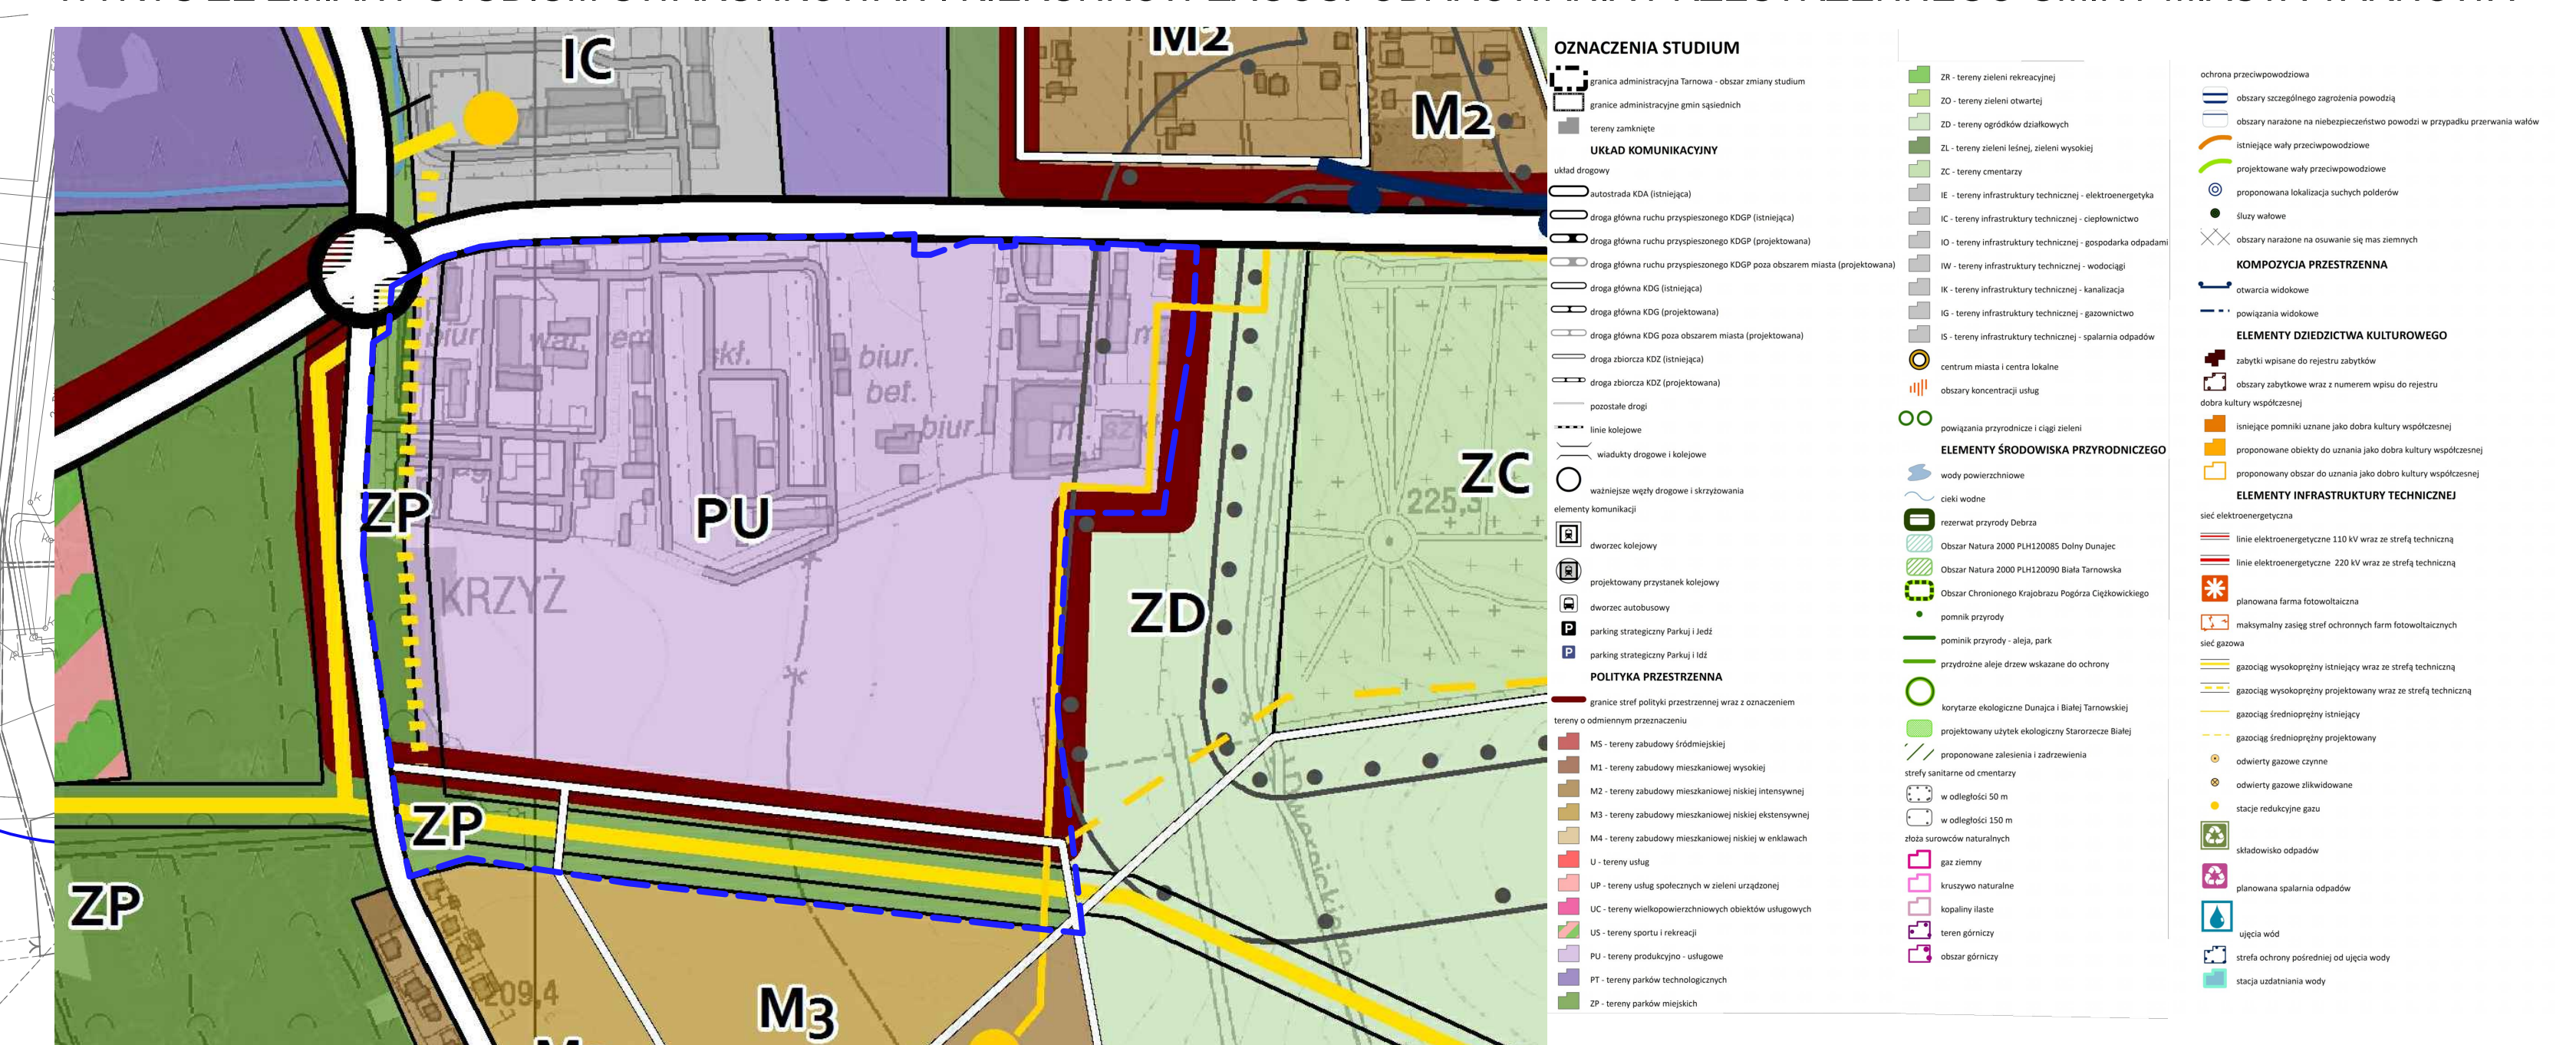 WYRYS ZE ZMIANY STUDIUM UWARUNKOWAŃ I KIERUNKÓW ZAGOSPODAROWANIA PRZESTRZENNEGO GMINY MIASTA TARNOWA
IC
M2
M2
biur.
war.
rem.
skł.
biur.
bet.
biur.
szk
ZP
PU
KRZYŻ
ZD
ZC
225,3
ZP
ZP
209,4
M3
OZNACZENIA STUDIUM
granica administracyjna Tarnowa - obszar zmiany studium
granice administracyjne gmin sąsiednich
tereny zamknięte
UKŁAD KOMUNIKACYJNY
układ drogowy
autostrada KDA (istniejąca)
droga główna ruchu przyspieszonego KDGP (istniejąca)
droga główna ruchu przyspieszonego KDGP (projektowana)
droga główna ruchu przyspieszonego KDGP poza obszarem miasta (projektowana)
droga główna KDG (istniejąca)
droga główna KDG (projektowana)
droga główna KDG poza obszarem miasta (projektowana)
droga zbiorcza KDZ (istniejąca)
droga zbiorcza KDZ (projektowana)
pozostałe drogi
linie kolejowe
wiadukty drogowe i kolejowe
ważniejsze węzły drogowe i skrzyżowania
elementy komunikacji
dworzec kolejowy
projektowany przystanek kolejowy
dworzec autobusowy
P parking strategiczny Parkuj i Jedź
P parking strategiczny Parkuj i Idź
POLITYKA PRZESTRZENNA
granice stref polityki przestrzennej wraz z oznaczeniem
tereny o odmiennym przeznaczeniu
MS - tereny zabudowy śródmiejskiej
M1 - tereny zabudowy mieszkaniowej wysokiej
M2 - tereny zabudowy mieszkaniowej niskiej intensywnej
M3 - tereny zabudowy mieszkaniowej niskiej ekstensywnej
M4 - tereny zabudowy mieszkaniowej niskiej w enklawach
U - tereny usług
UP - tereny usług społecznych w zieleni urządzonej
UC - tereny wielkopowierzchniowych obiektów usługowych
US - tereny sportu i rekreacji
PU - tereny produkcyjno - usługowe
PT - tereny parków technologicznych
ZP - tereny parków miejskich
ZR - tereny zieleni rekreacyjnej
ZO - tereny zieleni otwartej
ZD - tereny ogródków działkowych
ZL - tereny zieleni leśnej, zieleni wysokiej
ZC - tereny cmentarzy
IE - tereny infrastruktury technicznej - elektroenergetyka
IC - tereny infrastruktury technicznej - ciepłownictwo
IO - tereny infrastruktury technicznej - gospodarka odpadami
IW - tereny infrastruktury technicznej - wodociągi
IK - tereny infrastruktury technicznej - kanalizacja
IG - tereny infrastruktury technicznej - gazownictwo
IS - tereny infrastruktury technicznej - spalarnia odpadów
centrum miasta i centra lokalne
obszary koncentracji usług
powiązania przyrodnicze i ciągi zieleni
ELEMENTY ŚRODOWISKA PRZYRODNICZEGO
wody powierzchniowe
cieki wodne
rezerwat przyrody Debrza
Obszar Natura 2000 PLH120085 Dolny Dunajec
Obszar Natura 2000 PLH120090 Biała Tarnowska
Obszar Chronionego Krajobrazu Pogórza Ciężkowickiego
pomnik przyrody
pominik przyrody - aleja, park
przydrożne aleje drzew wskazane do ochrony
korytarze ekologiczne Dunajca i Białej Tarnowskiej
projektowany użytek ekologiczny Starorzecze Białej
proponowane zalesienia i zadrzewienia
strefy sanitarne od cmentarzy
w odległości 50 m
w odległości 150 m
złoża surowców naturalnych
gaz ziemny
kruszywo naturalne
kopaliny ilaste
teren górniczy
obszar górniczy
ochrona przeciwpowodziowa
obszary szczególnego zagrożenia powodzią
obszary narażone na niebezpieczeństwo powodzi w przypadku przerwania wałów
istniejące wały przeciwpowodziowe
projektowane wały przeciwpowodziowe
proponowana lokalizacja suchych polderów
śluzy wałowe
obszary narażone na osuwanie się mas ziemnych
KOMPOZYCJA PRZESTRZENNA
otwarcia widokowe
powiązania widokowe
ELEMENTY DZIEDZICTWA KULTUROWEGO
zabytki wpisane do rejestru zabytków
obszary zabytkowe wraz z numerem wpisu do rejestru
dobra kultury współczesnej
isniejące pomniki uznane jako dobra kultury współczesnej
proponowane obiekty do uznania jako dobra kultury współczesnej
proponowany obszar do uznania jako dobro kultury współczesnej
ELEMENTY INFRASTRUKTURY TECHNICZNEJ
sieć elektroenergetyczna
linie elektroenergetyczne 110 kV wraz ze strefą techniczną
linie elektroenergetyczne 220 kV wraz ze strefą techniczną
planowana farma fotowoltaiczna
maksymalny zasięg stref ochronnych farm fotowoltaicznych
sieć gazowa
gazociąg wysokoprężny istniejący wraz ze strefą techniczną
gazociąg wysokoprężny projektowany wraz ze strefą techniczną
gazociąg średnioprężny istniejący
gazociąg średnioprężny projektowany
odwierty gazowe czynne
odwierty gazowe zlikwidowane
stacje redukcyjne gazu
składowisko odpadów
planowana spalarnia odpadów
ujęcia wód
strefa ochrony pośredniej od ujęcia wody
stacja uzdatniania wody